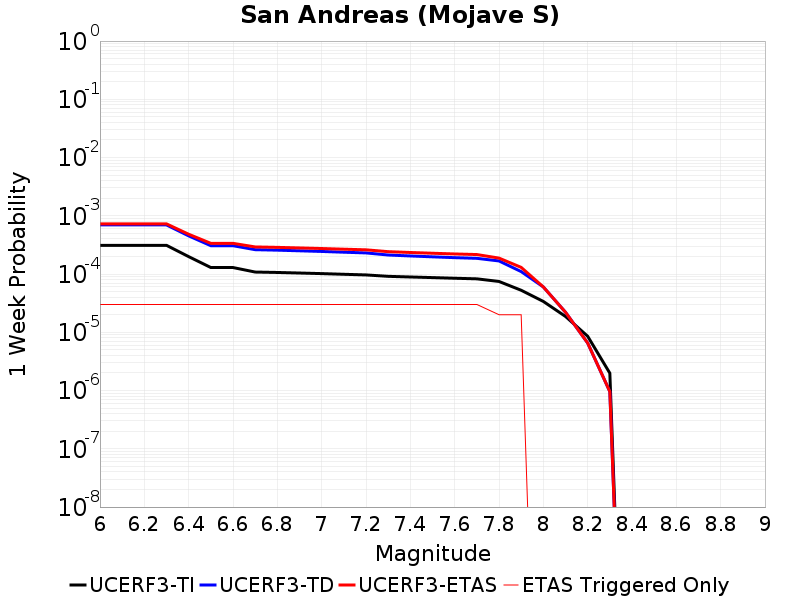 San Andreas (Mojave S)
1 Week Probability
10^0
10^-1
10^-2
10^-3
10^-4
10^-5
10^-6
10^-7
10^-8
6 6.2 6.4 6.6 6.8 7 7.2 7.4 7.6 7.8 8 8.2 8.4 8.6 8.8 9
Magnitude
UCERF3-TI UCERF3-TD UCERF3-ETAS ETAS Triggered Only